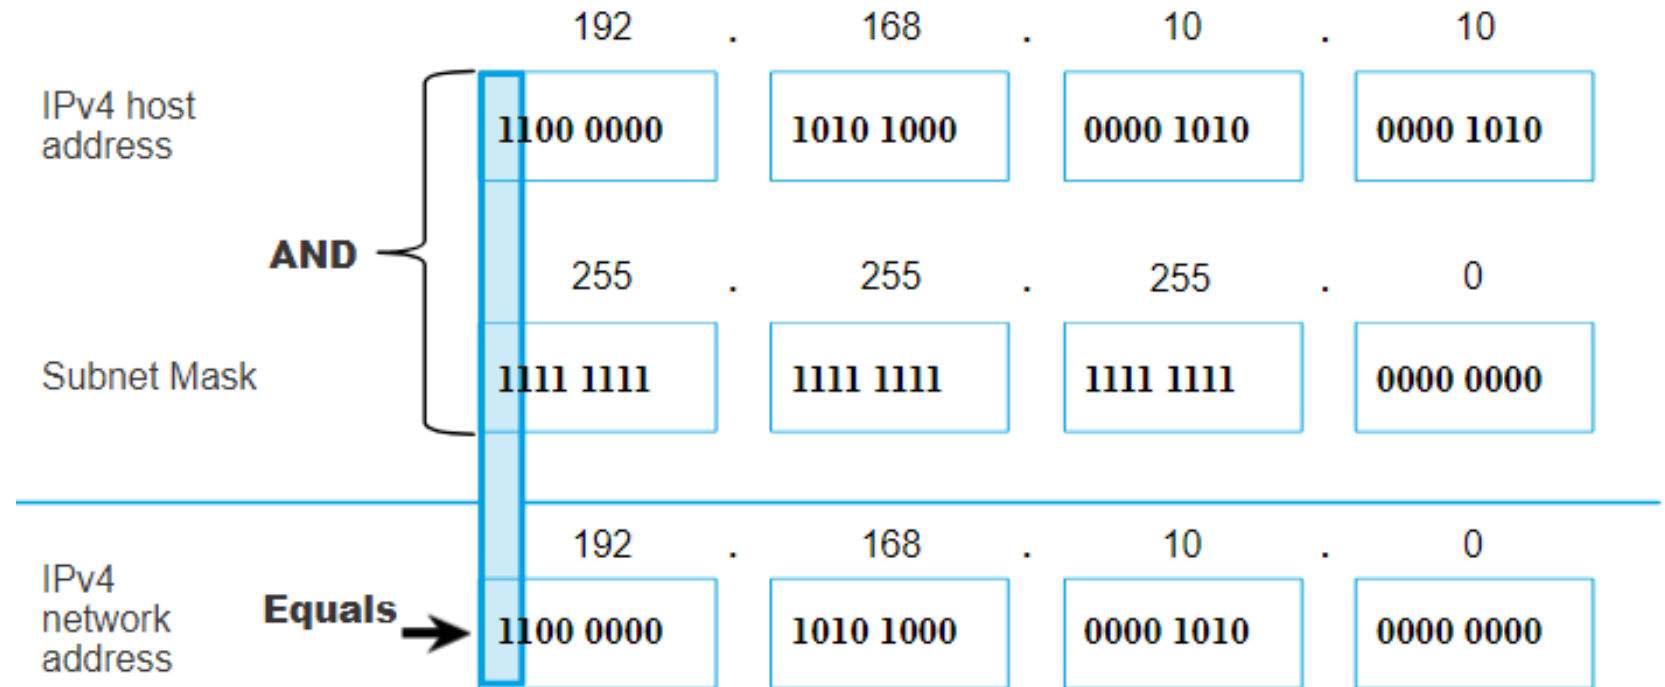 192 . 168 . 10 . 10
IPv4 host
address
1100 0000 1010 1000 0000 1010 0000 1010
AND
255 . 255 . 255 . 0
Subnet Mask
1111 1111 1111 1111 1111 1111 0000 0000
192 . 168 . 10 . 0
IPv4
network
address
Equals
1100 0000 1010 1000 0000 1010 0000 0000